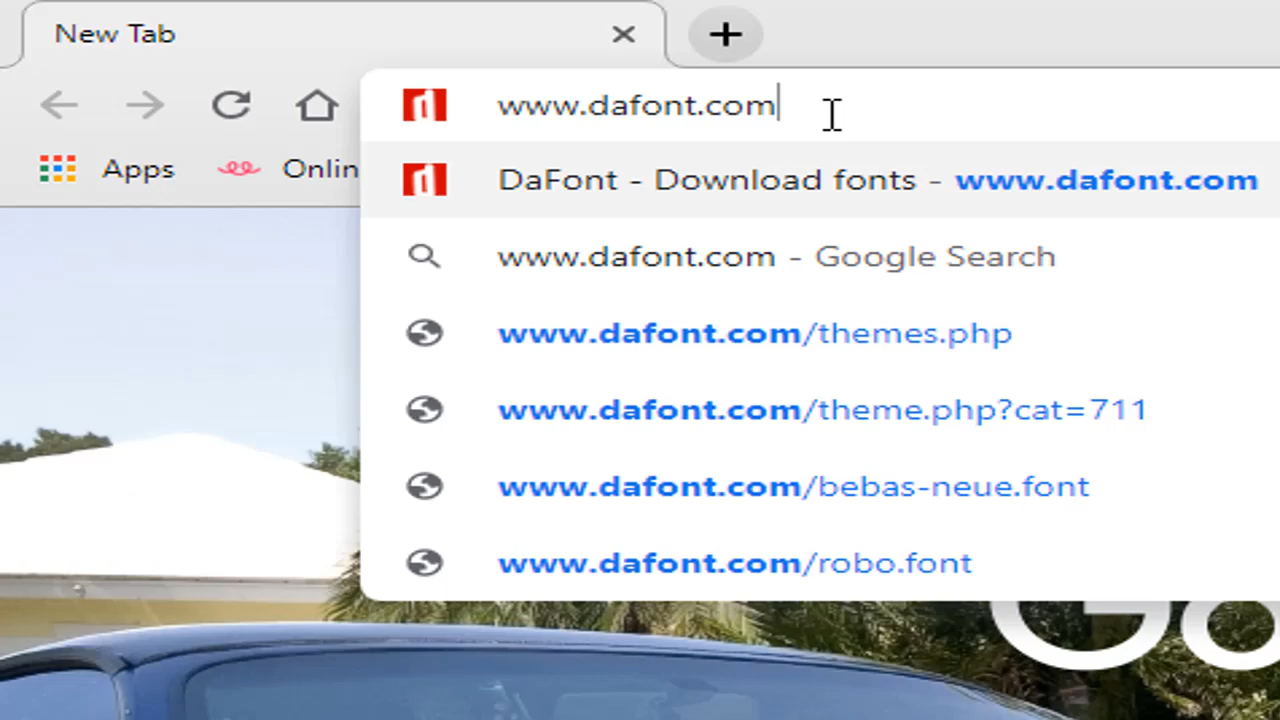 New Tab
www.dafont.com
Apps
Onlin
DaFont - Download fonts - www.dafont.com
www.dafont.com - Google Search
www.dafont.com/themes.php
www.dafont.com/theme.php?cat=711
www.dafont.com/bebas-neue.font
www.dafont.com/robo.font
Go